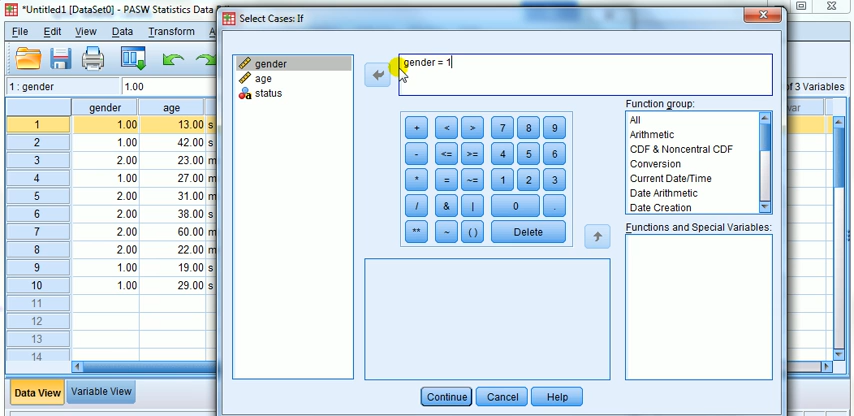 *Untitled1 [DataSet0] - PASW Statistics Data
File Edit View Data Transform A
1 : gender 1.00
of 3 Variables
gender age
var
1 1.00 13.00 s
2 1.00 42.00 s
3 2.00 23.00 m
4 1.00 27.00 m
5 2.00 31.00 m
6 2.00 38.00 s
7 2.00 60.00 m
8 2.00 22.00 m
9 1.00 19.00 s
10 1.00 29.00 s
11
12
13
14
Data View Variable View
Select Cases: If
gender
age
status
gender = 1
+ < > 7 8 9
- <= >= 4 5 6
* = ~= 1 2 3
/ & | 0 .
** ~ ( ) Delete
Function group:
All
Arithmetic
CDF & Noncentral CDF
Conversion
Current Date/Time
Date Arithmetic
Date Creation
Functions and Special Variables:
Continue Cancel Help